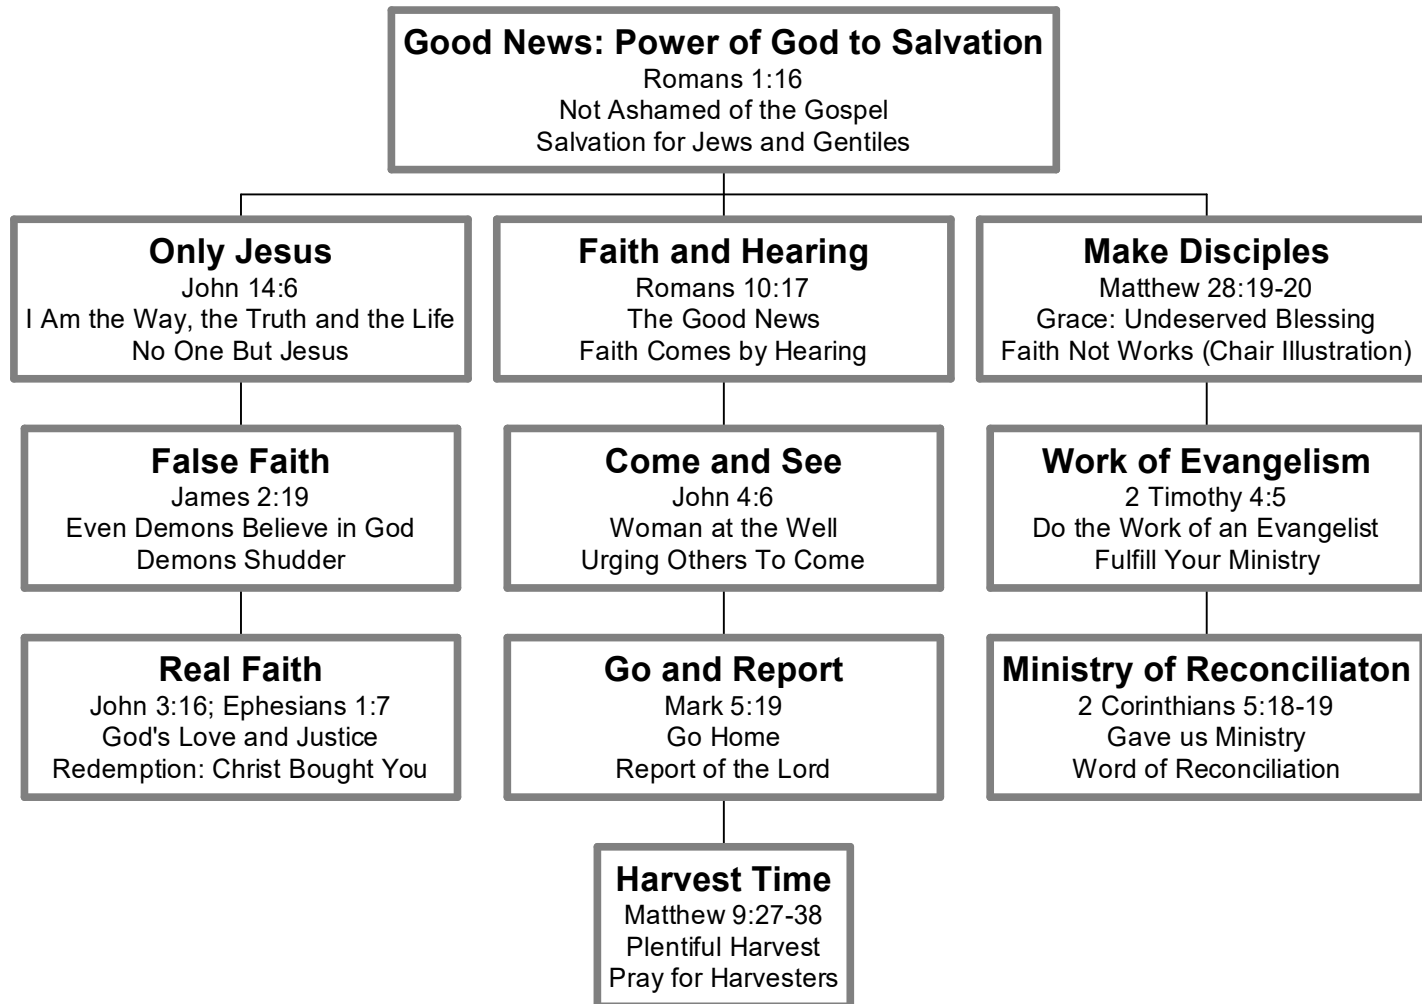 Good News: Power of God to Salvation
Romans 1:16
Not Ashamed of the Gospel
Salvation for Jews and Gentiles
Only Jesus
John 14:6
I Am the Way, the Truth and the Life
No One But Jesus
Faith and Hearing
Romans 10:17
The Good News
Faith Comes by Hearing
Make Disciples
Matthew 28:19-20
Grace: Undeserved Blessing
Faith Not Works (Chair Illustration)
False Faith
James 2:19
Even Demons Believe in God
Demons Shudder
Come and See
John 4:6
Woman at the Well
Urging Others To Come
Work of Evangelism
2 Timothy 4:5
Do the Work of an Evangelist
Fulfill Your Ministry
Real Faith
John 3:16; Ephesians 1:7
God's Love and Justice
Redemption: Christ Bought You
Go and Report
Mark 5:19
Go Home
Report of the Lord
Ministry of Reconciliaton
2 Corinthians 5:18-19
Gave us Ministry
Word of Reconciliation
Harvest Time
Matthew 9:27-38
Plentiful Harvest
Pray for Harvesters